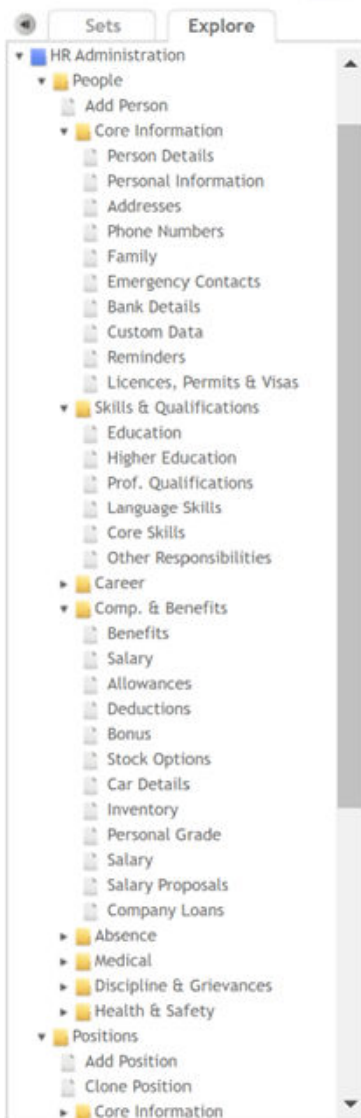 Sets Explore
HR Administration
People
Add Person
Core Information
Person Details
Personal Information
Addresses
Phone Numbers
Family
Emergency Contacts
Bank Details
Custom Data
Reminders
Licences, Permits & Visas
Skills & Qualifications
Education
Higher Education
Prof. Qualifications
Language Skills
Core Skills
Other Responsibilities
Career
Comp. & Benefits
Benefits
Salary
Allowances
Deductions
Bonus
Stock Options
Car Details
Inventory
Personal Grade
Salary
Salary Proposals
Company Loans
Absence
Medical
Discipline & Grievances
Health & Safety
Positions
Add Position
Clone Position
Core Information